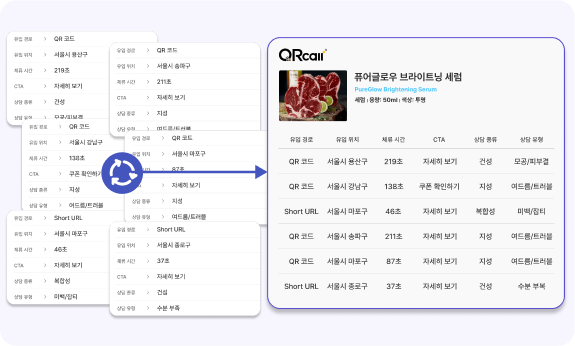 유입 경로 > QR 코드
유입 위치 > 서울시 용산구
체류 시간 > 219초
CTA > 자세히 보기
상담 종류 > 건성
모공/피부결
유입 경로 > QR 코드
유입 위치 > 서울시 송파구
체류 시간 > 211초
CTA > 자세히 보기
상담 종류 > 지성
여드름/트러블
유입 경로 > QR 코드
유입 위치 > 서울시 강남구
체류 시간 > 138초
CTA > 쿠폰 확인하기
상담 종류 > 지성
상담 유형 > 여드름/트러블
유입 경로 > QR 코드
유입 위치 > 서울시 마포구
87초
자세히 보기
상담 종류 > 지성
상담 유형 > 여드름/트러블
유입 경로 > Short URL
유입 위치 > 서울시 마포구
체류 시간 > 46초
CTA > 자세히 보기
상담 종류 > 복합성
상담 유형 > 미백/잡티
유입 경로 > Short URL
유입 위치 > 서울시 종로구
체류 시간 > 37초
CTA > 자세히 보기
상담 종류 > 건성
상담 유형 > 수분 부족
QRcall
퓨어글로우 브라이트닝 세럼
PureGlow Brightening Serum
세럼 | 용량: 50ml | 색상: 투명
유입 경로 유입 위치 체류 시간 CTA 상담 종류 상담 유형
QR 코드 서울시 용산구 219초 자세히 보기 건성 모공/피부결
QR 코드 서울시 강남구 138초 쿠폰 확인하기 지성 여드름/트러블
Short URL 서울시 마포구 46초 자세히 보기 복합성 미백/잡티
QR 코드 서울시 송파구 211초 자세히 보기 지성 여드름/트러블
QR 코드 서울시 마포구 87초 자세히 보기 지성 여드름/트러블
Short URL 서울시 종로구 37초 자세히 보기 건성 수분 부복